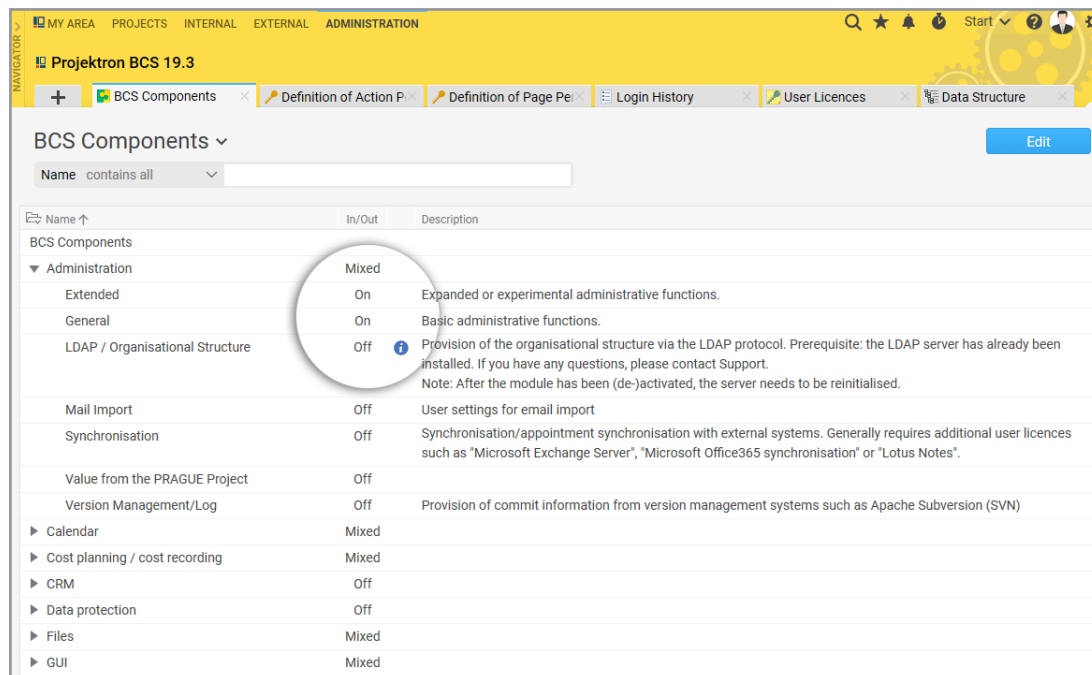 MY AREA PROJECTS INTERNAL EXTERNAL ADMINISTRATION Start
NAVIGATOR
Projektron BCS 19.3
BCS Components Definition of Action P Definition of Page Per Login History User Licences Data Structure
BCS Components
Edit
Name contains all
Name In/Out Description
BCS Components
Administration Mixed
Extended On Expanded or experimental administrative functions.
General On Basic administrative functions.
LDAP / Organisational Structure Off Provision of the organisational structure via the LDAP protocol. Prerequisite: the LDAP server has already been
installed. If you have any questions, please contact Support.
Note: After the module has been (de-)activated, the server needs to be reinitialised.
Mail Import Off User settings for email import
Synchronisation Off Synchronisation/appointment synchronisation with external systems. Generally requires additional user licences
such as "Microsoft Exchange Server", "Microsoft Office365 synchronisation" or "Lotus Notes".
Value from the PRAGUE Project Off
Version Management/Log Off Provision of commit information from version management systems such as Apache Subversion (SVN)
Calendar Mixed
Cost planning / cost recording Mixed
CRM Off
Data protection Off
Files Mixed
GUI Mixed